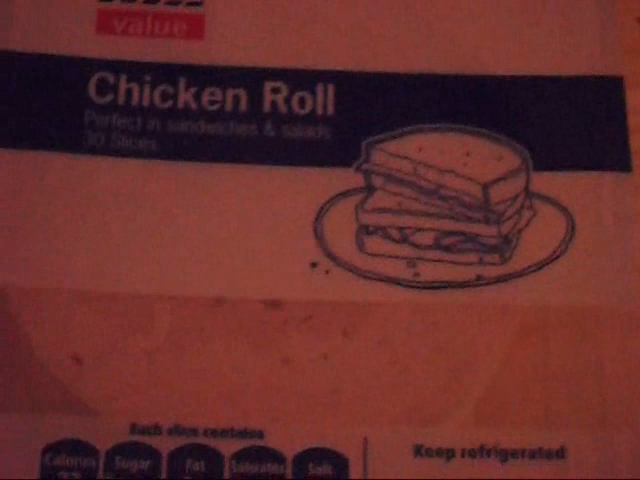 value
Chicken Roll
Perfect in sandwiches & salads
30 Slices
Each slice contains
Calories Sugar Fat Saturates Salt
Keep refrigerated